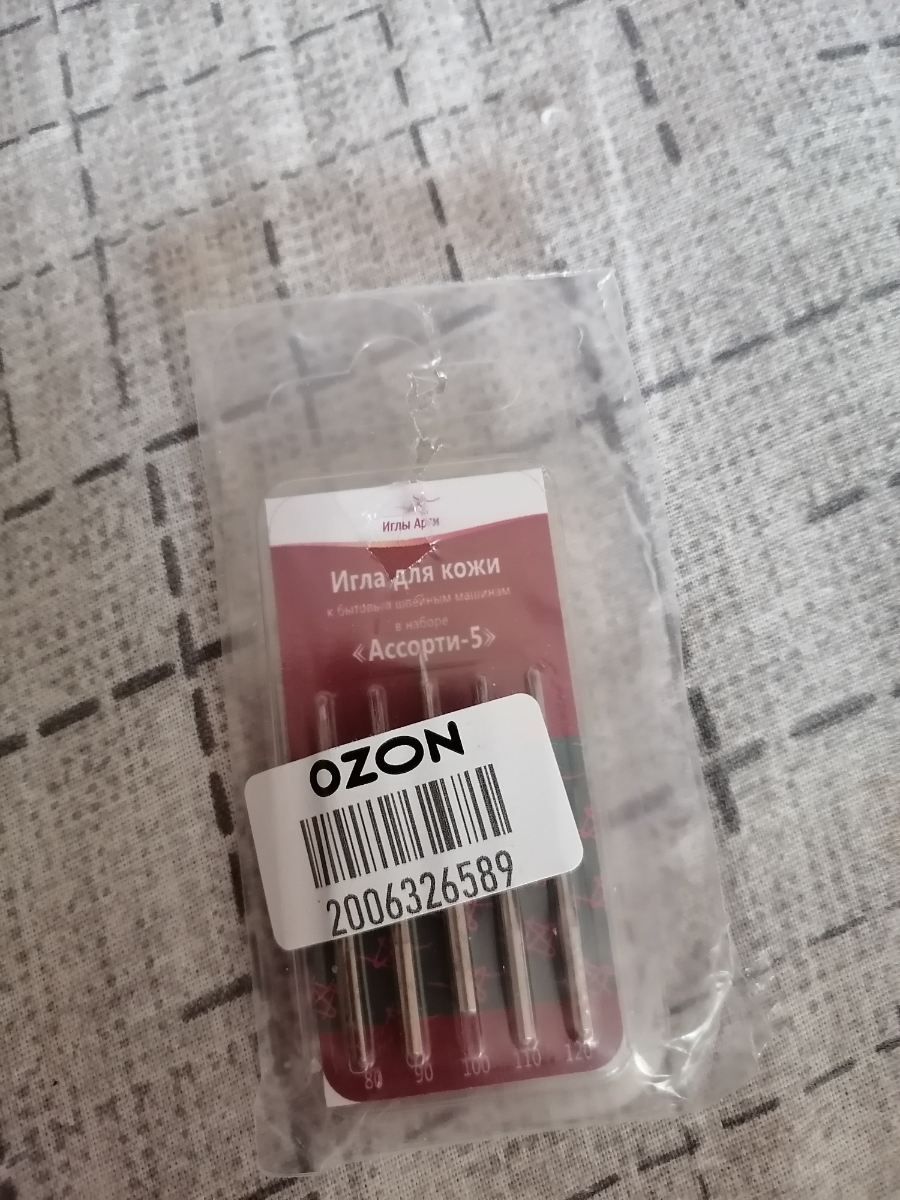 Иглы Арти
Игла для кожи
к бытовым швейным машинам
в наборе
«Ассорти-5»
OZON
2006326589
80 90 100 110 120